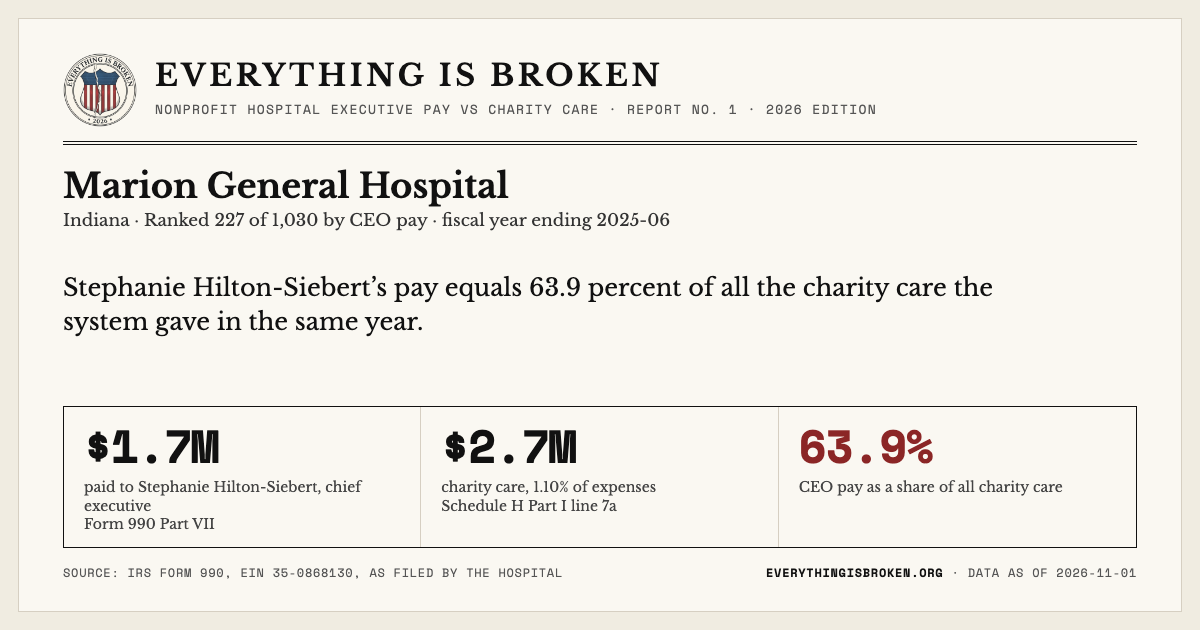 EVERYTHING IS BROKEN
2026
EVERYTHING IS BROKEN
NONPROFIT HOSPITAL EXECUTIVE PAY VS CHARITY CARE · REPORT NO. 1 · 2026 EDITION
Marion General Hospital
Indiana · Ranked 227 of 1,030 by CEO pay · fiscal year ending 2025-06
Stephanie Hilton-Siebert’s pay equals 63.9 percent of all the charity care the
system gave in the same year.
$1.7M
paid to Stephanie Hilton-Siebert, chief
executive
Form 990 Part VII
$2.7M
charity care, 1.10% of expenses
Schedule H Part I line 7a
63.9%
CEO pay as a share of all charity care
SOURCE: IRS FORM 990, EIN 35-0868130, AS FILED BY THE HOSPITAL
EVERYTHINGISBROKEN.ORG · DATA AS OF 2026-11-01